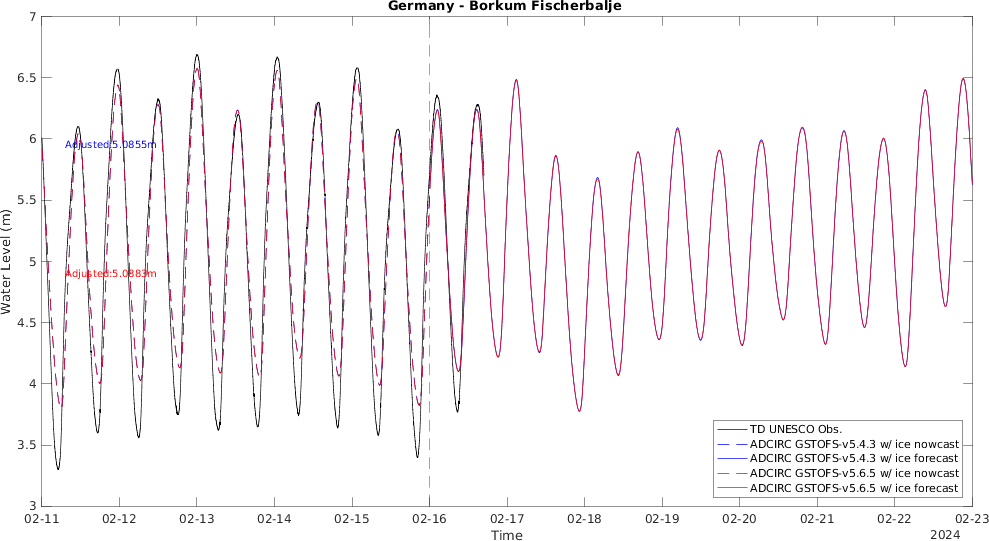 Germany - Borkum Fischerbalje
7
6.5
6
5.5
5
4.5
4
3.5
3
Water Level (m)
Adjusted:5.0855m
Adjusted:5.0883m
TD UNESCO Obs.
ADCIRC GSTOFS-v5.4.3 w/ ice nowcast
ADCIRC GSTOFS-v5.4.3 w/ ice forecast
ADCIRC GSTOFS-v5.6.5 w/ ice nowcast
ADCIRC GSTOFS-v5.6.5 w/ ice forecast
02-11 02-12 02-13 02-14 02-15 02-16 02-17 02-18 02-19 02-20 02-21 02-22 02-23
Time
2024